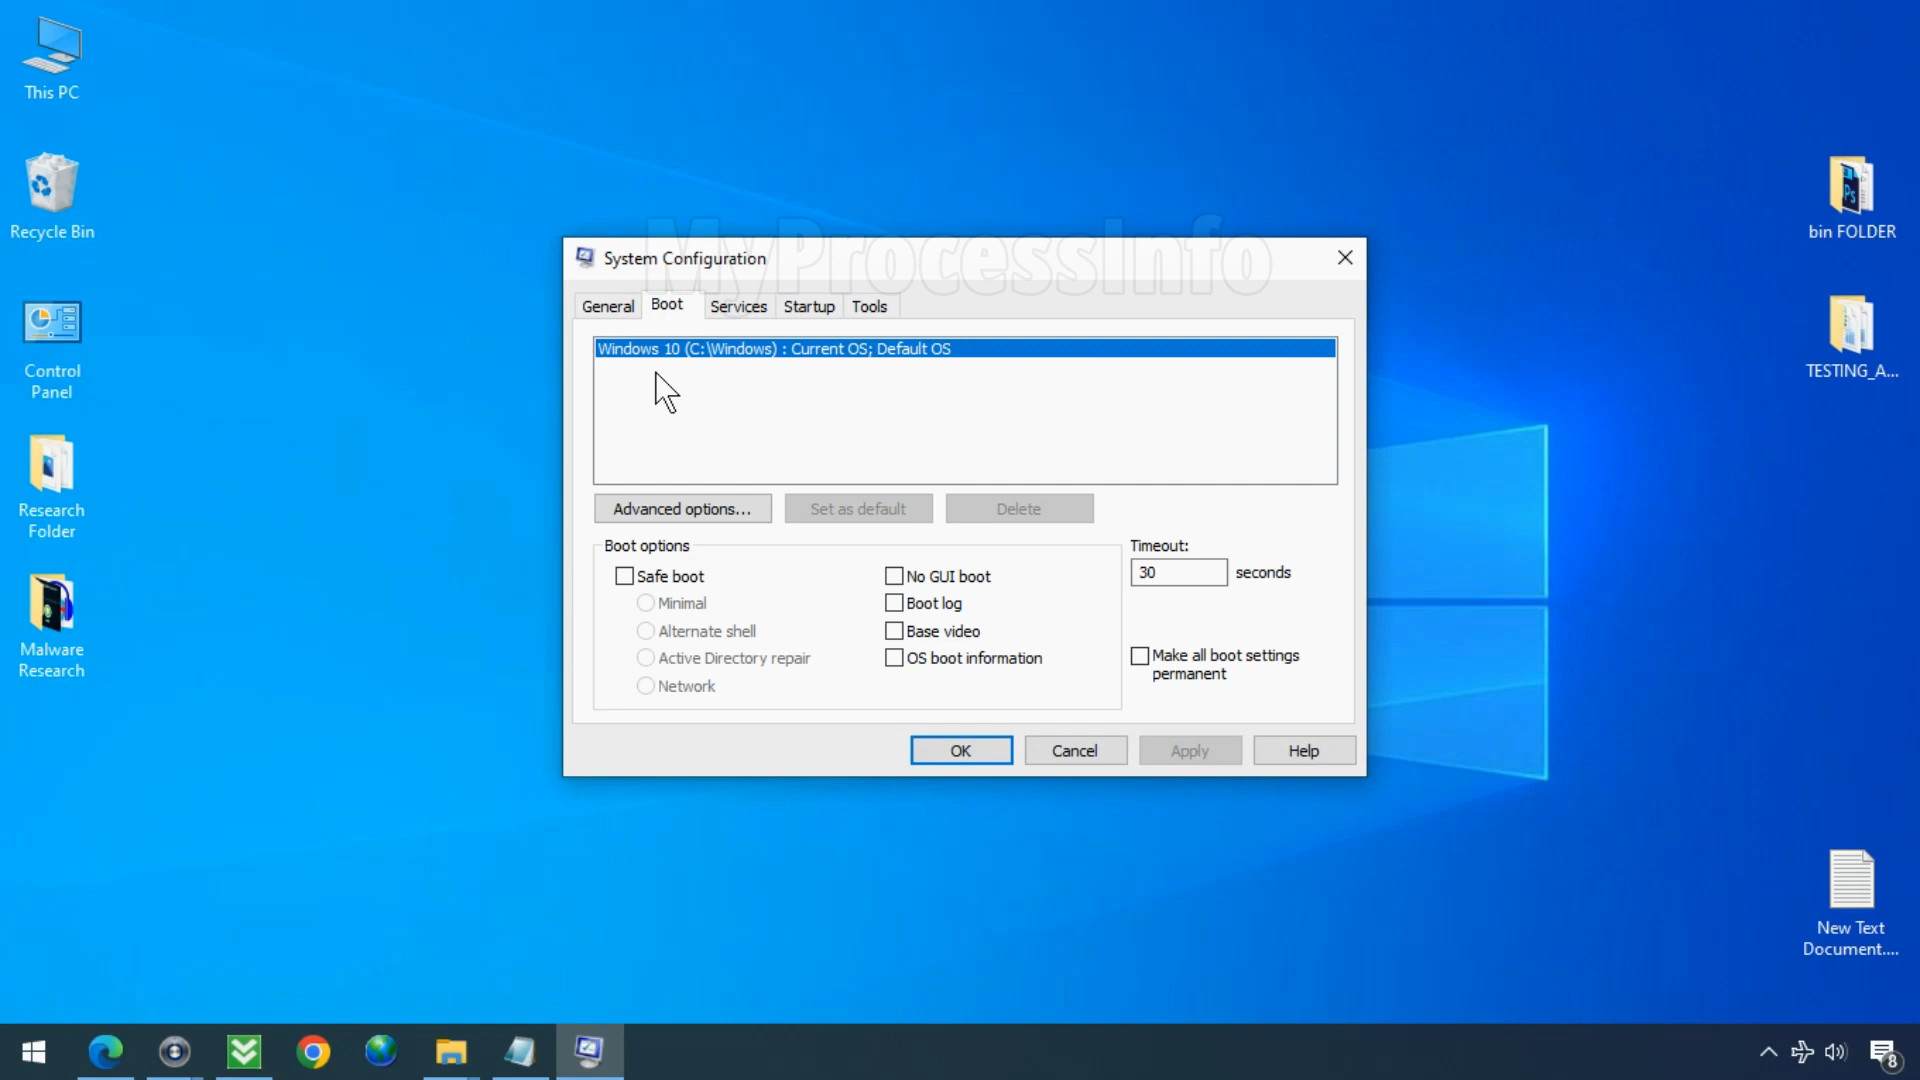 This PC
Recycle Bin
Control
Panel
Research
Folder
Malware
Research
MyProcessInfo
System Configuration
General
Boot
Services
Startup
Tools
Windows 10 (C:\Windows) : Current OS; Default OS
Advanced options...
Set as default
Delete
Boot options
Safe boot
Minimal
Alternate shell
Active Directory repair
Network
No GUI boot
Boot log
Base video
OS boot information
Timeout:
30 seconds
Make all boot settings
permanent
OK
Cancel
Apply
Help
Ps
bin FOLDER
TESTING_A...
New Text
Document....
8